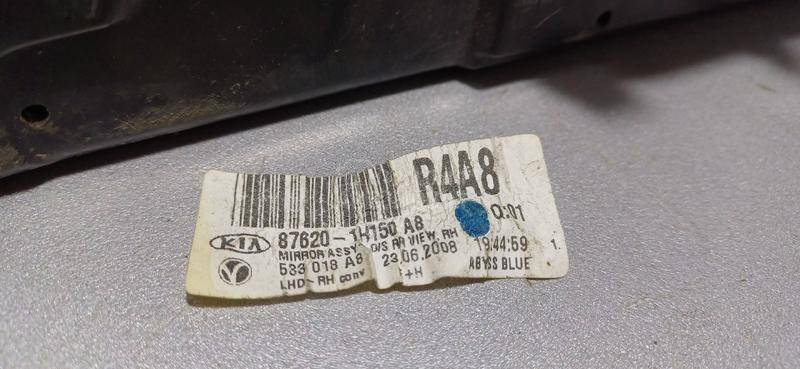 R4A8
87620-1H150 A8 Q:01
KIA MIRROR ASSY-O/S RR VIEW, RH 19:44:59 1.
533 018 A8 23.06.2008 ABYSS BLUE
LHD-RH conv +H